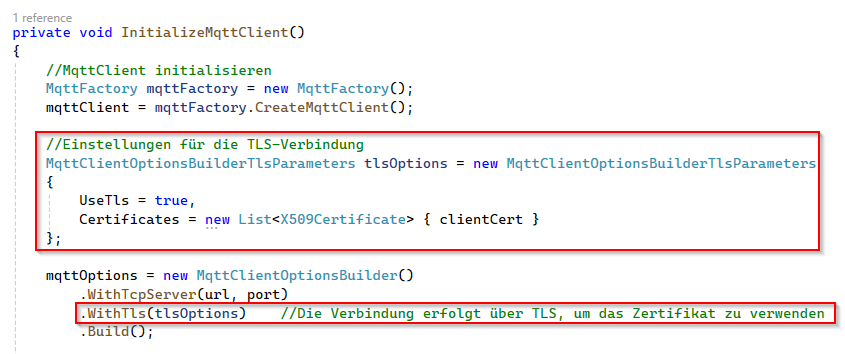 1 reference
private void InitializeMqttClient()
{
//MqttClient initialisieren
MqttFactory mqttFactory = new MqttFactory();
mqttClient = mqttFactory.CreateMqttClient();
//Einstellungen für die TLS-Verbindung
MqttClientOptionsBuilderTlsParameters tlsOptions = new MqttClientOptionsBuilderTlsParameters
{
UseTls = true,
Certificates = new List<X509Certificate> { clientCert }
};
mqttOptions = new MqttClientOptionsBuilder()
.WithTcpServer(url, port)
.WithTls(tlsOptions)    //Die Verbindung erfolgt über TLS, um das Zertifikat zu verwenden
.Build();